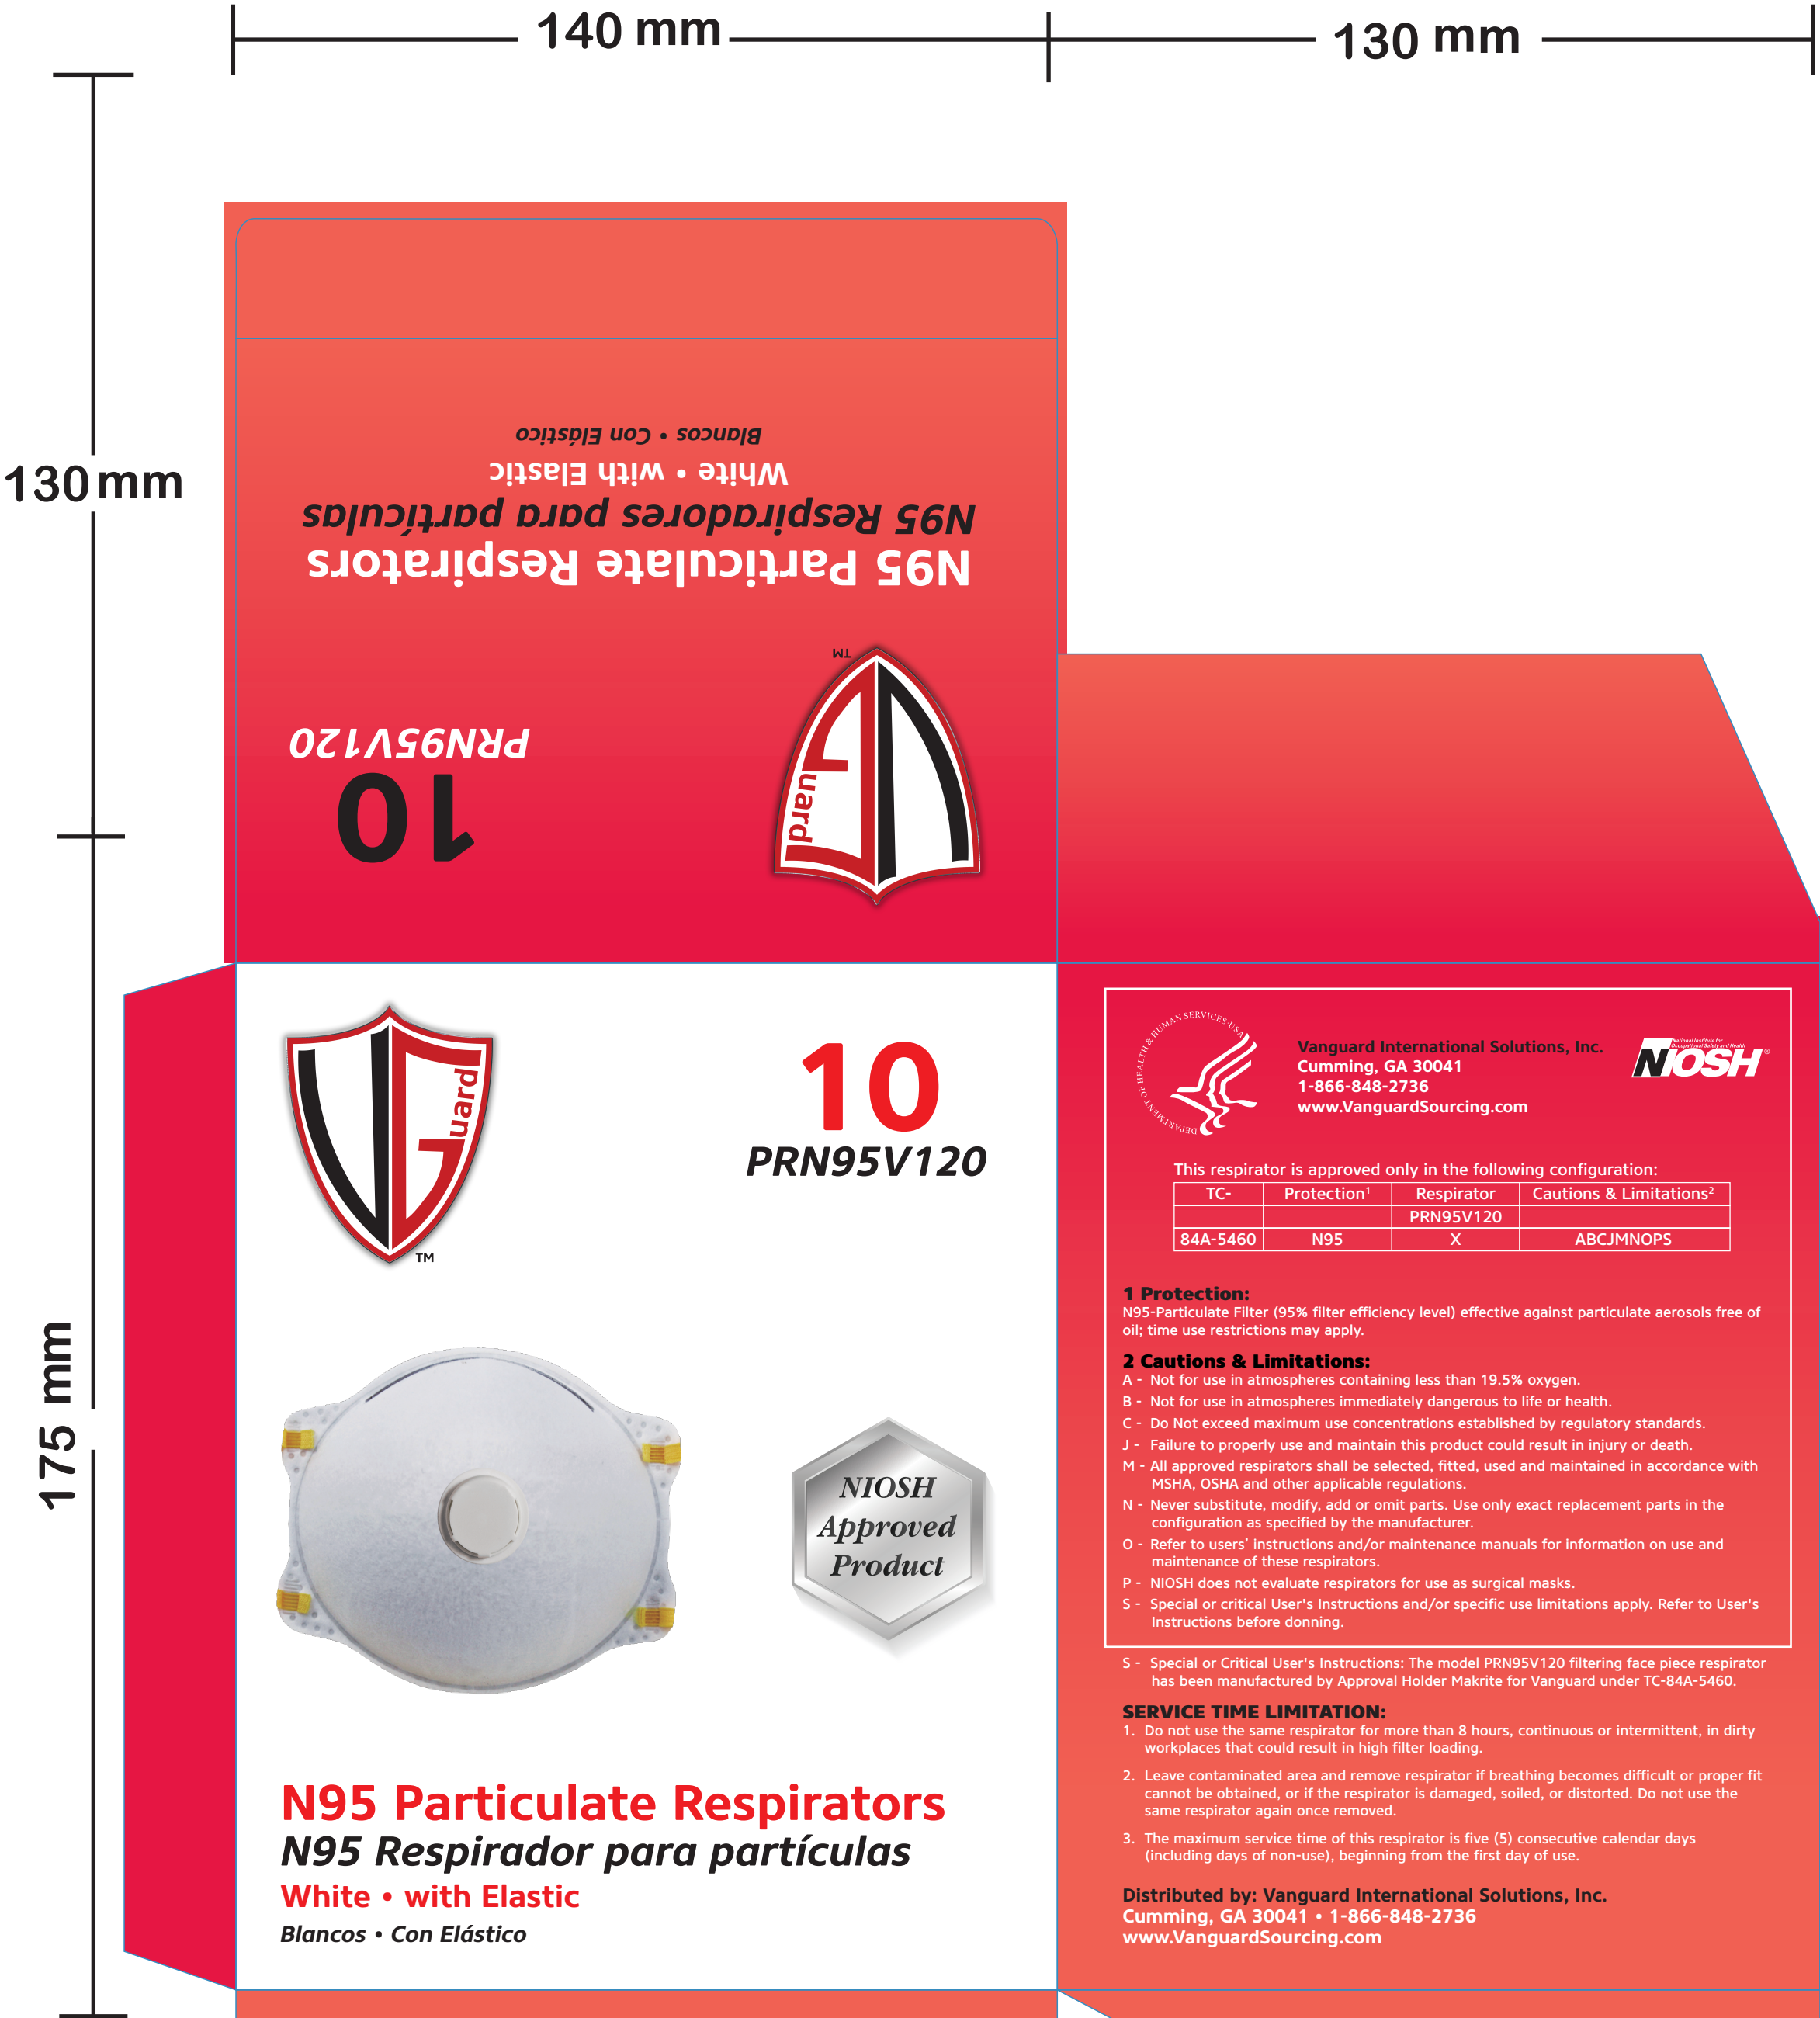 140 mm
130 mm
130 mm
175 mm
Blancos • Con Elástico
White • with Elastic
N95 Respiradores para partículas
N95 Particulate Respirators
TM
uard
PRN95V120
10
VGuard
TM
10
PRN95V120
NIOSH
Approved
Product
N95 Particulate Respirators
N95 Respirador para partículas
White • with Elastic
Blancos • Con Elástico
DEPARTMENT OF HEALTH & HUMAN SERVICES·USA
Vanguard International Solutions, Inc.
Cumming, GA 30041
1-866-848-2736
www.VanguardSourcing.com
National Institute for
Occupational Safety and Health
NIOSH®
This respirator is approved only in the following configuration:
TC- Protection¹ Respirator Cautions & Limitations²
PRN95V120
84A-5460 N95 X ABCJMNOPS
1 Protection:
N95-Particulate Filter (95% filter efficiency level) effective against particulate aerosols free of
oil; time use restrictions may apply.
2 Cautions & Limitations:
A - Not for use in atmospheres containing less than 19.5% oxygen.
B - Not for use in atmospheres immediately dangerous to life or health.
C - Do Not exceed maximum use concentrations established by regulatory standards.
J - Failure to properly use and maintain this product could result in injury or death.
M - All approved respirators shall be selected, fitted, used and maintained in accordance with
MSHA, OSHA and other applicable regulations.
N - Never substitute, modify, add or omit parts. Use only exact replacement parts in the
configuration as specified by the manufacturer.
O - Refer to users’ instructions and/or maintenance manuals for information on use and
maintenance of these respirators.
P - NIOSH does not evaluate respirators for use as surgical masks.
S - Special or critical User's Instructions and/or specific use limitations apply. Refer to User's
Instructions before donning.
S - Special or Critical User's Instructions: The model PRN95V120 filtering face piece respirator
has been manufactured by Approval Holder Makrite for Vanguard under TC-84A-5460.
SERVICE TIME LIMITATION:
1. Do not use the same respirator for more than 8 hours, continuous or intermittent, in dirty
workplaces that could result in high filter loading.
2. Leave contaminated area and remove respirator if breathing becomes difficult or proper fit
cannot be obtained, or if the respirator is damaged, soiled, or distorted. Do not use the
same respirator again once removed.
3. The maximum service time of this respirator is five (5) consecutive calendar days
(including days of non-use), beginning from the first day of use.
Distributed by: Vanguard International Solutions, Inc.
Cumming, GA 30041 • 1-866-848-2736
www.VanguardSourcing.com